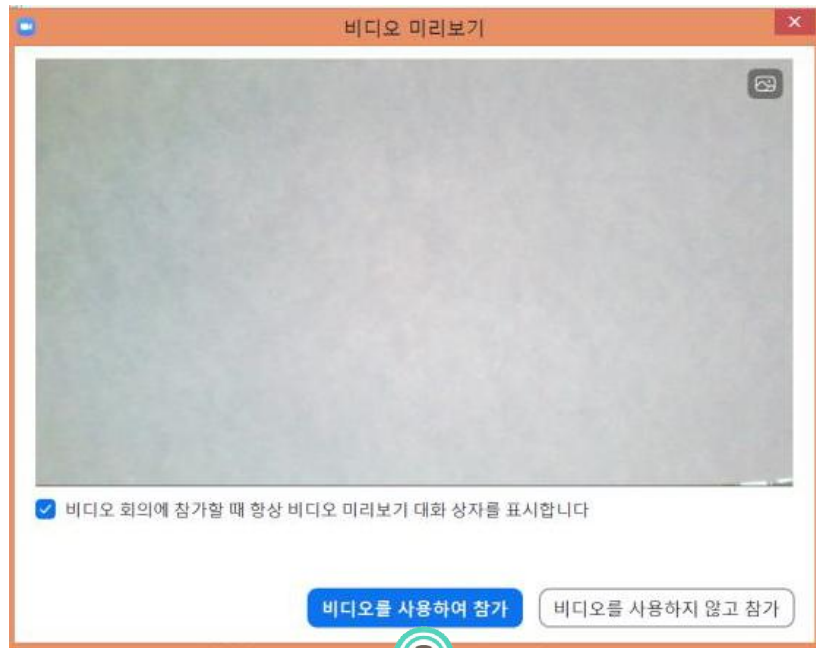 비디오 미리보기
비디오 회의에 참가할 때 항상 비디오 미리보기 대화 상자를 표시합니다
비디오를 사용하여 참가
비디오를 사용하지 않고 참가